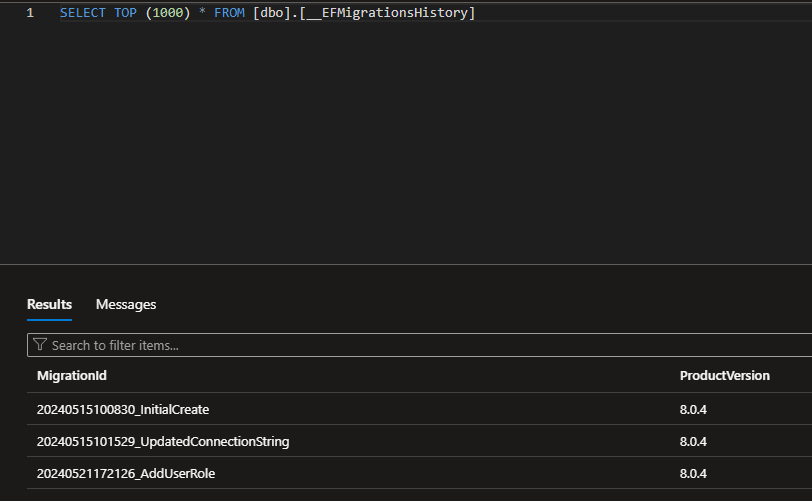 1 SELECT TOP (1000) * FROM [dbo].[__EFMigrationsHistory]
Results Messages
Search to filter items...
MigrationId ProductVersion
20240515100830_InitialCreate 8.0.4
20240515101529_UpdatedConnectionString 8.0.4
20240521172126_AddUserRole 8.0.4